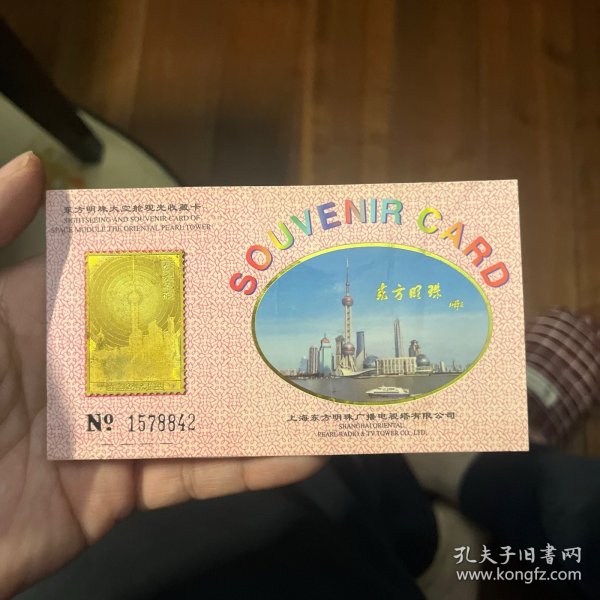 东方明珠太空舱观光收藏卡
SIGHTSEEING AND SOUVENIR CARD OF
SPACE MODULE THE ORIENTAL PEARL TOWER
SOUVENIR CARD
东方明珠
№ 1578842
上海东方明珠广播电视塔有限公司
SHANGHAI ORIENTAL
PEARL RADIO & TV TOWER CO., LTD.
孔夫子旧书网
www.kongfz.com